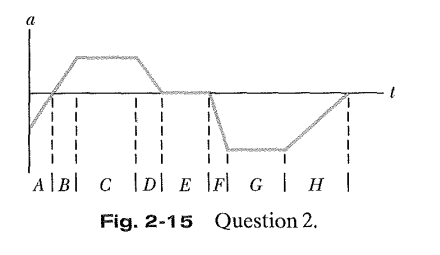 a
t
A B C D E F G H
Fig. 2-15 Question 2.